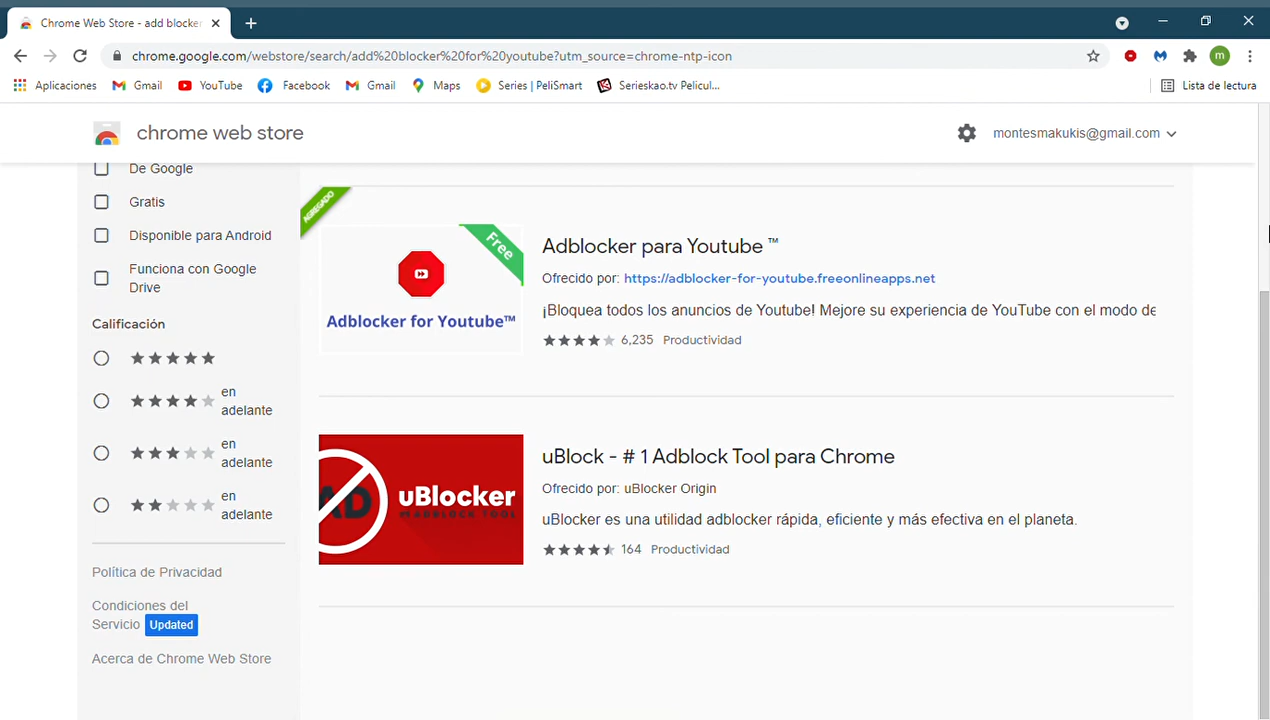 Chrome Web Store - add blocker
chrome.google.com/webstore/search/add%20blocker%20for%20youtube?utm_source=chrome-ntp-icon
m
Aplicaciones
Gmail
YouTube
Facebook
Gmail
Maps
Series | PeliSmart
Serieskao.tv Pelicul...
Lista de lectura
chrome web store
montesmakukis@gmail.com
De Google
Gratis
Disponible para Android
Funciona con Google
Drive
Calificación
en
adelante
en
adelante
en
adelante
en
adelante
Política de Privacidad
Condiciones del
Servicio Updated
Acerca de Chrome Web Store
AGREGADO
Free
Adblocker for Youtube™
Adblocker para Youtube ™
Ofrecido por: https://adblocker-for-youtube.freeonlineapps.net
¡Bloquea todos los anuncios de Youtube! Mejore su experiencia de YouTube con el modo de
6,235 Productividad
AD
uBlocker
#ADBLOCK TOOL
uBlock - # 1 Adblock Tool para Chrome
Ofrecido por: uBlocker Origin
uBlocker es una utilidad adblocker rápida, eficiente y más efectiva en el planeta.
164 Productividad